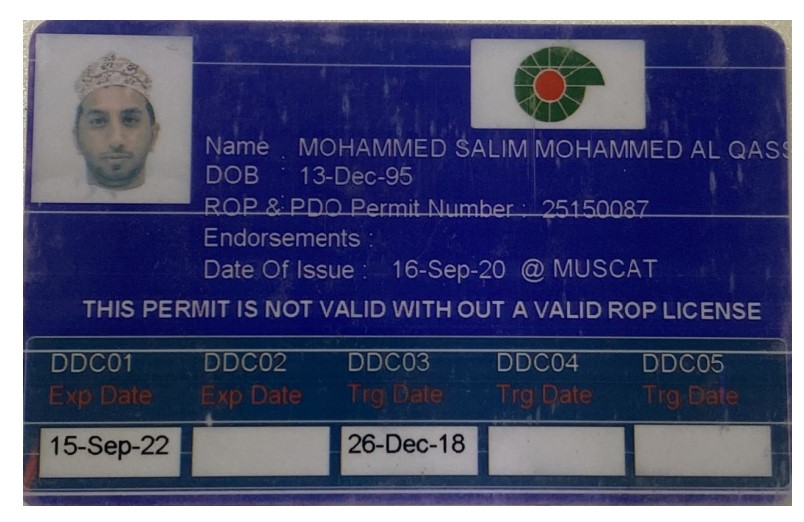 Name : MOHAMMED SALIM MOHAMMED AL QASS
DOB 13-Dec-95
ROP & PDO Permit Number : 25150087
Endorsements :
Date Of Issue : 16-Sep-20 @ MUSCAT
THIS PERMIT IS NOT VALID WITH OUT A VALID ROP LICENSE
DDC01 DDC02 DDC03 DDC04 DDC05
Exp Date Exp Date Trg Date Trg Date Trg Date
15-Sep-22 26-Dec-18